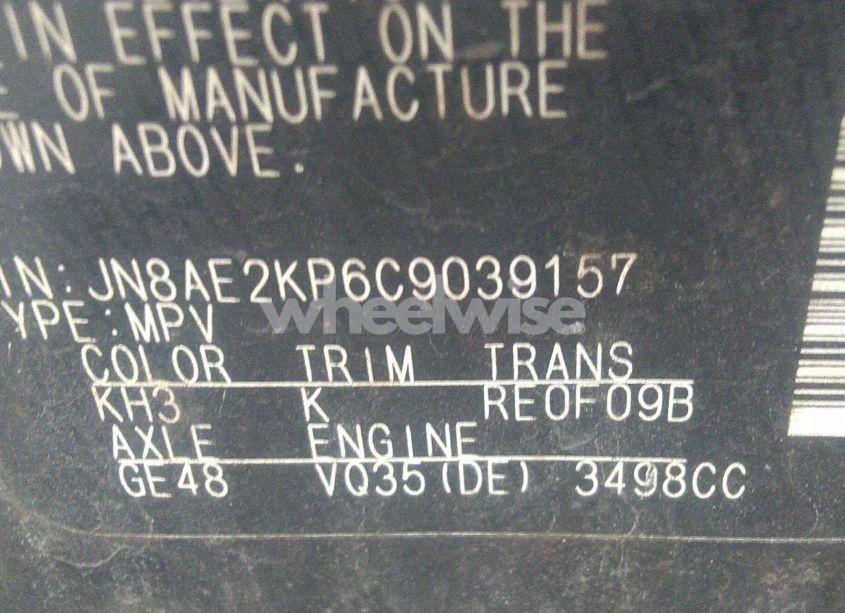 IN EFFECT ON THE
E OF MANUFACTURE
OWN ABOVE.
IN: JN8AE2KP6C9039157
wheelwise
YPE: MPV
COLOR TRIM TRANS
KH3 K RE0F09B
AXLE ENGINE
GE48 VQ35(DE) 3498CC